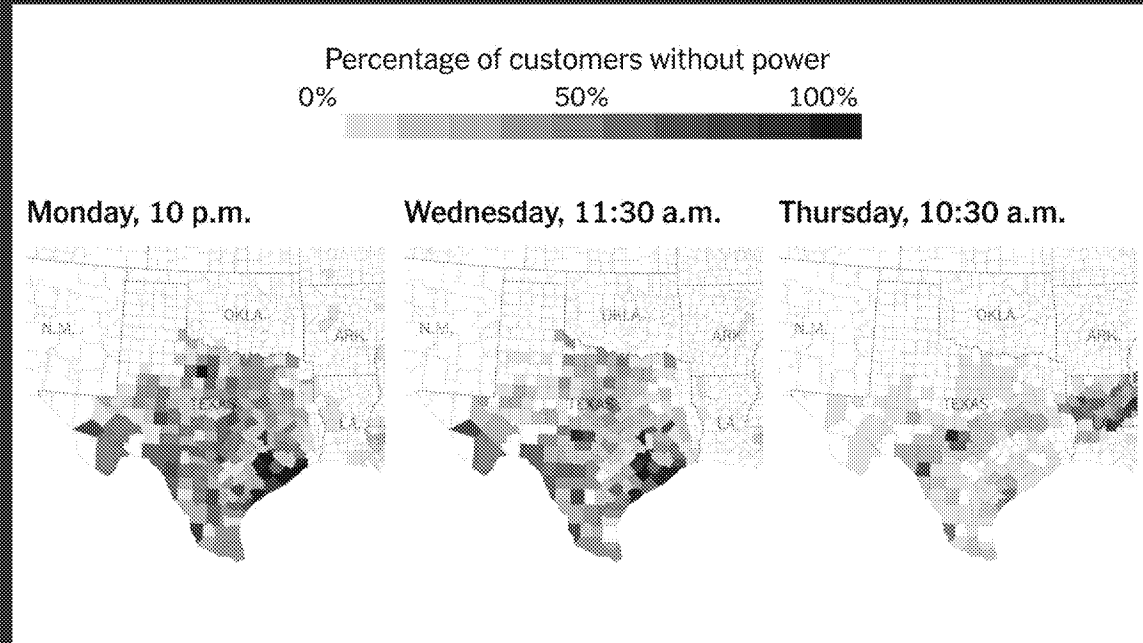 Percentage of customers without power
0% 50% 100%
Monday, 10 p.m. Wednesday, 11:30 a.m. Thursday, 10:30 a.m.
OKLA. OKLA. OKLA.
N.M. ARK. N.M. ARK. N.M. ARK.
TEXAS TEXAS TEXAS
LA. LA.